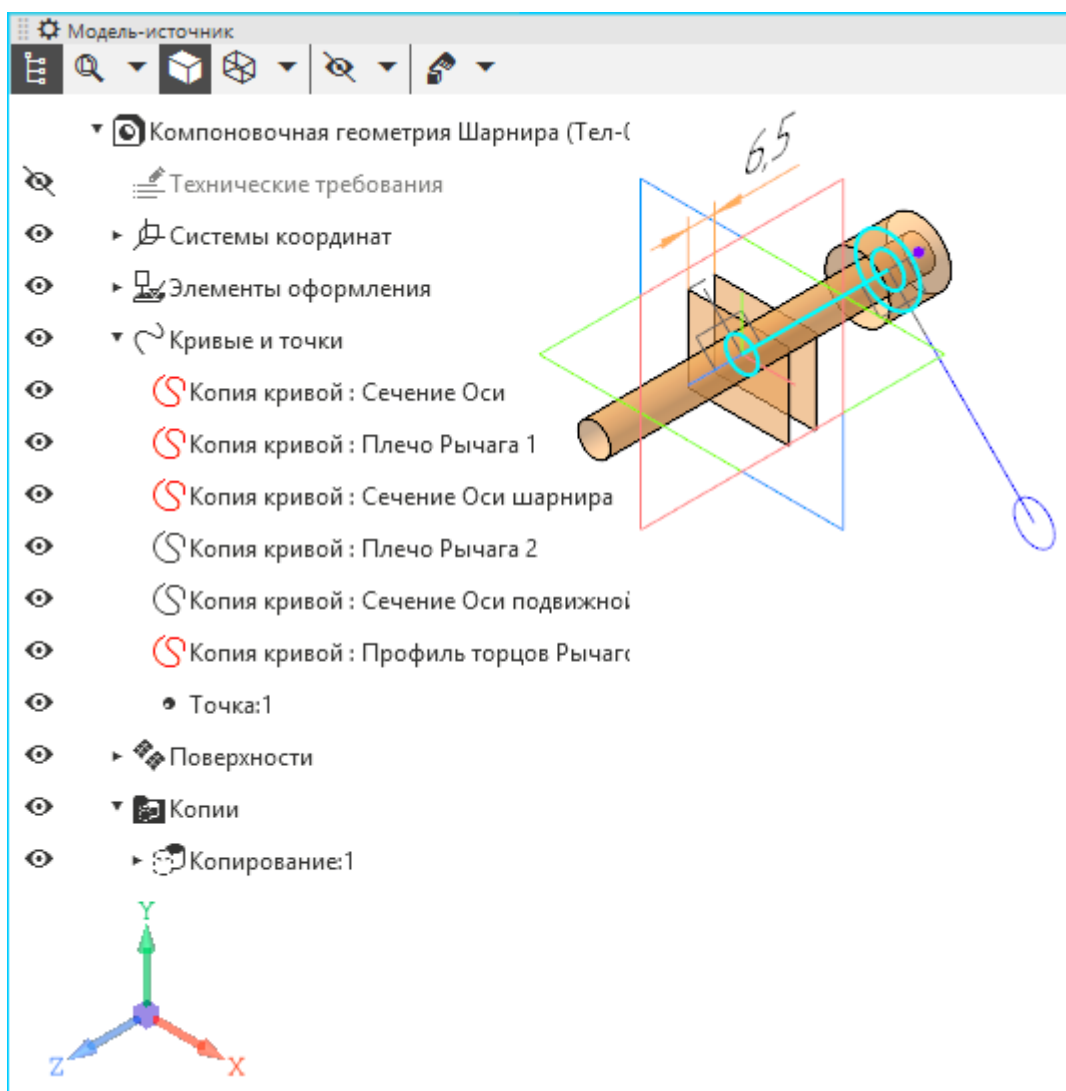 Модель-источник
Компоновочная геометрия Шарнира (Тел-
Технические требования
Системы координат
Элементы оформления
Кривые и точки
Копия кривой : Сечение Оси
Копия кривой : Плечо Рычага 1
Копия кривой : Сечение Оси шарнира
Копия кривой : Плечо Рычага 2
Копия кривой : Сечение Оси подвижной
Копия кривой : Профиль торцов Рычаго
Точка:1
Поверхности
Копии
Копирование:1
6,5
Y
Z
X